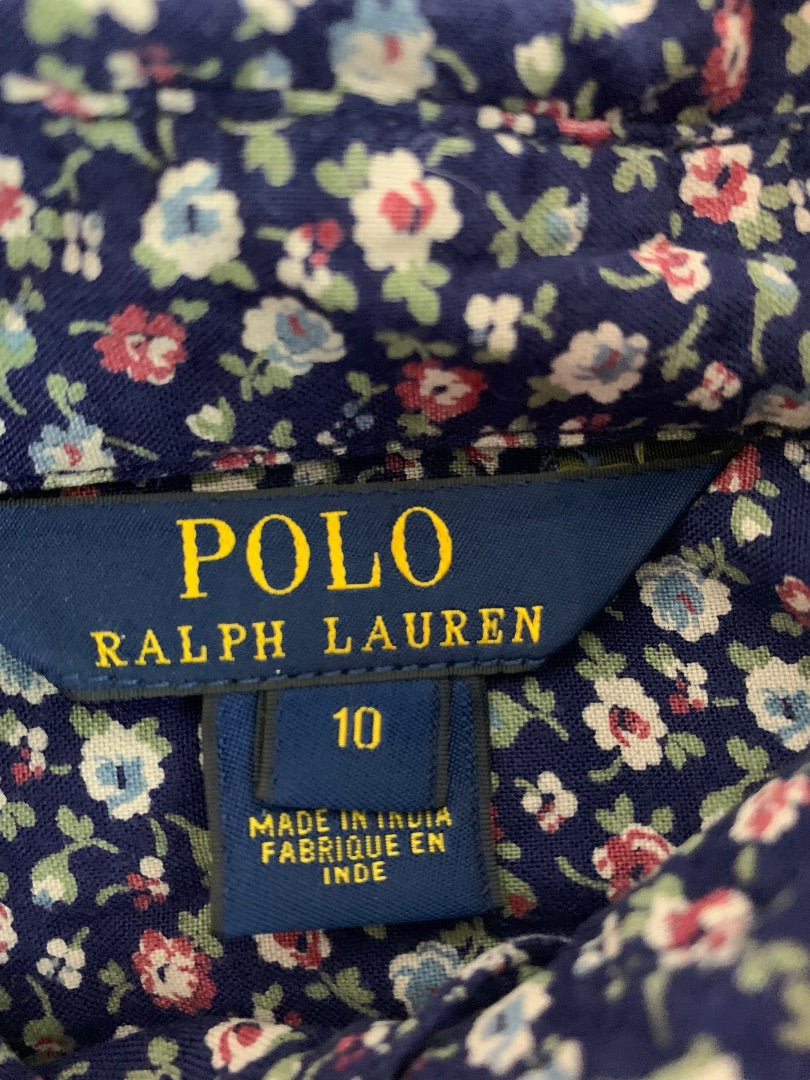 POLO
RALPH LAUREN
10
MADE IN INDIA
FABRIQUE EN
INDE